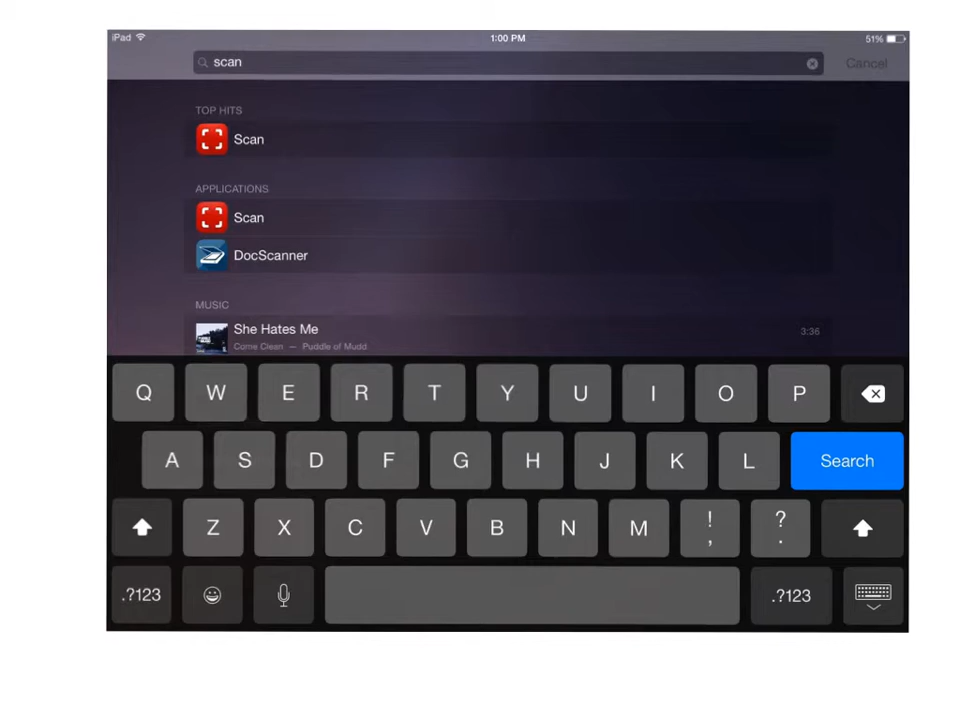 iPad 1:00 PM 51%
scan Cancel
TOP HITS
Scan
APPLICATIONS
Scan
DocScanner
MUSIC
She Hates Me 3:36
Come Clean — Puddle of Mudd
Q W E R T Y U I O P
A S D F G H J K L Search
Z X C V B N M ! , ? .
.?123 .?123